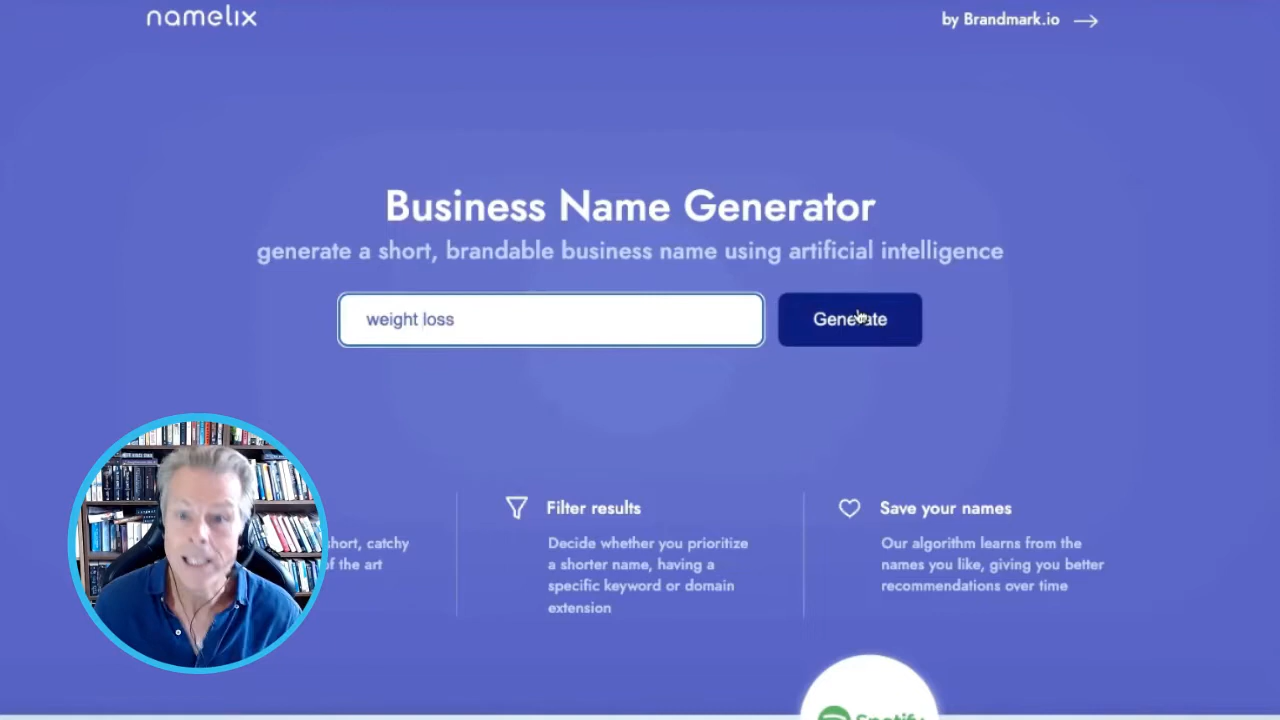 namelix
by Brandmark.io
Business Name Generator
generate a short, brandable business name using artificial intelligence
weight loss
Generate
short, catchy
of the art
Filter results
Decide whether you prioritize
a shorter name, having a
specific keyword or domain
extension
Save your names
Our algorithm learns from the
names you like, giving you better
recommendations over time
Spotify